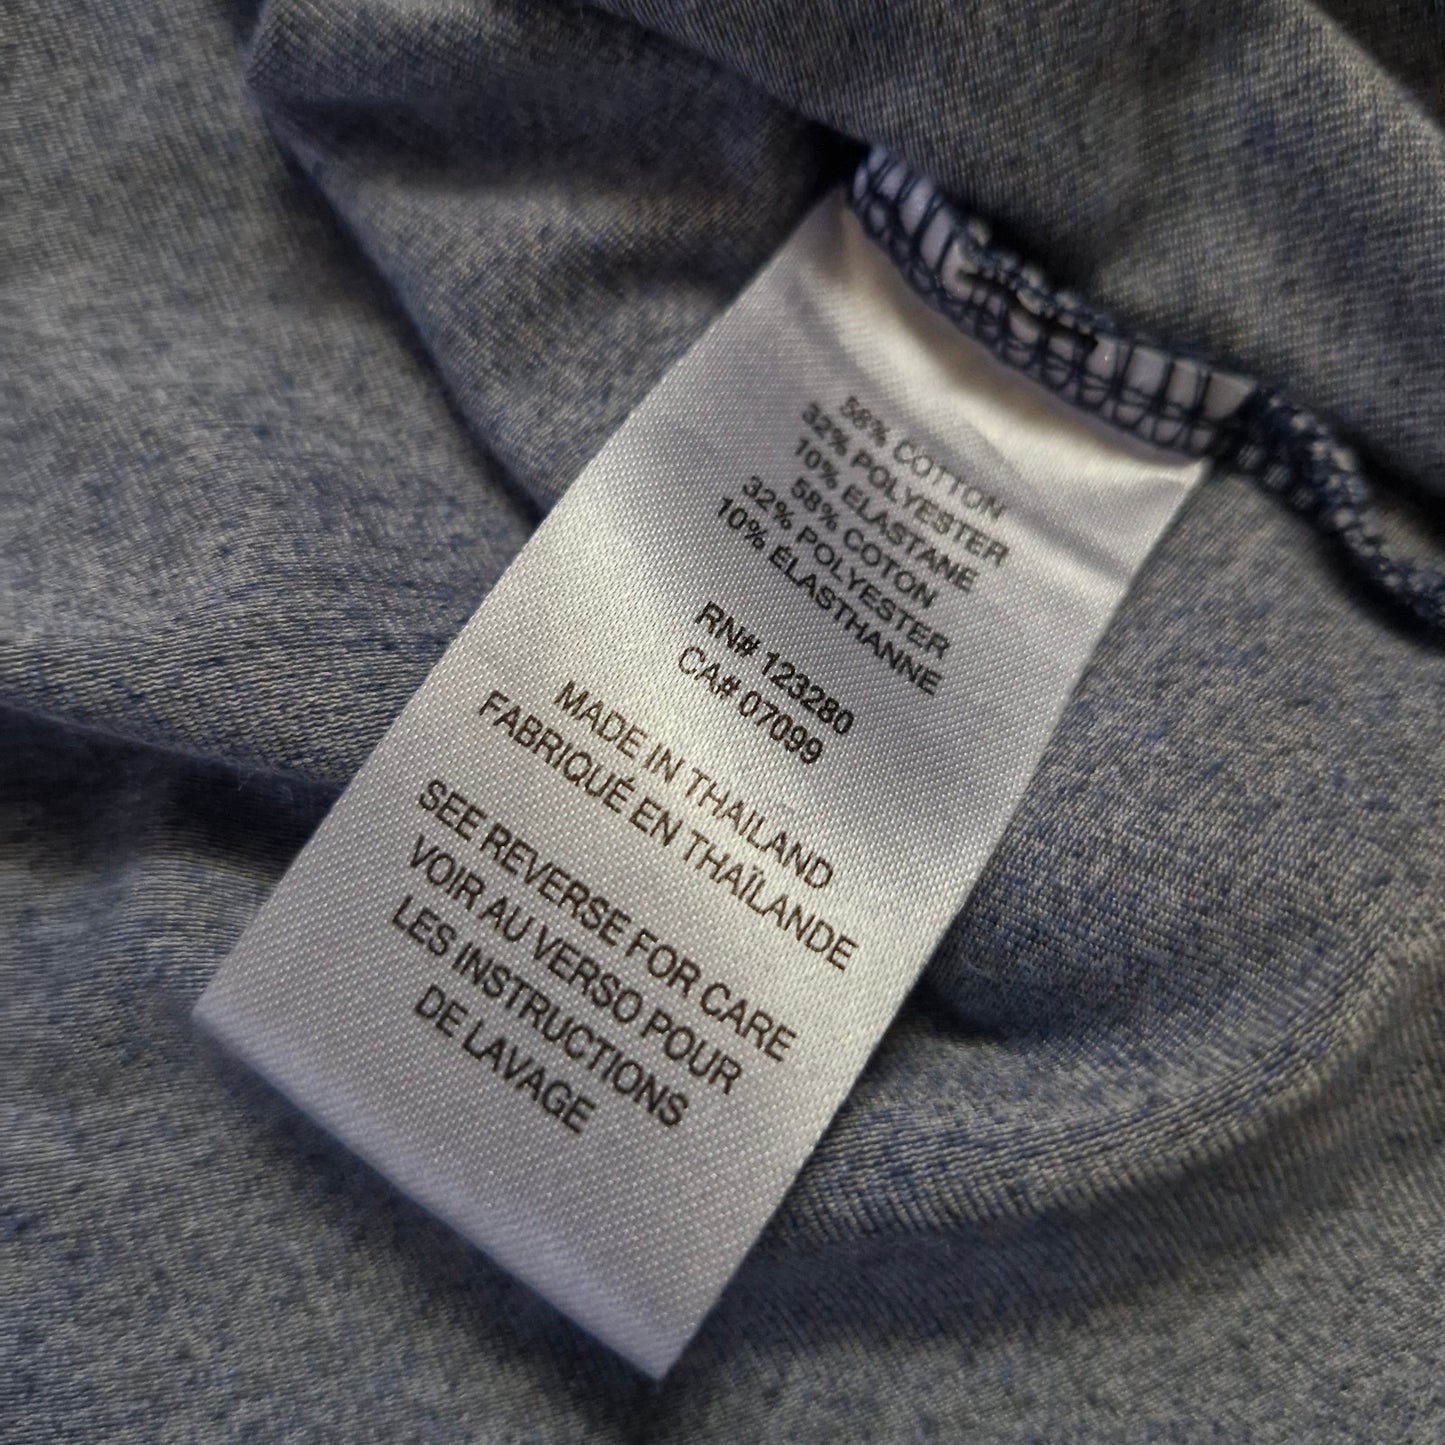 58% COTTON
32% POLYESTER
10% ELASTANE
58% COTON
32% POLYESTER
10% ÉLASTHANNE
RN# 123280
CA# 07099
MADE IN THAILAND
FABRIQUÉ EN THAÏLANDE
SEE REVERSE FOR CARE
VOIR AU VERSO POUR
LES INSTRUCTIONS
DE LAVAGE